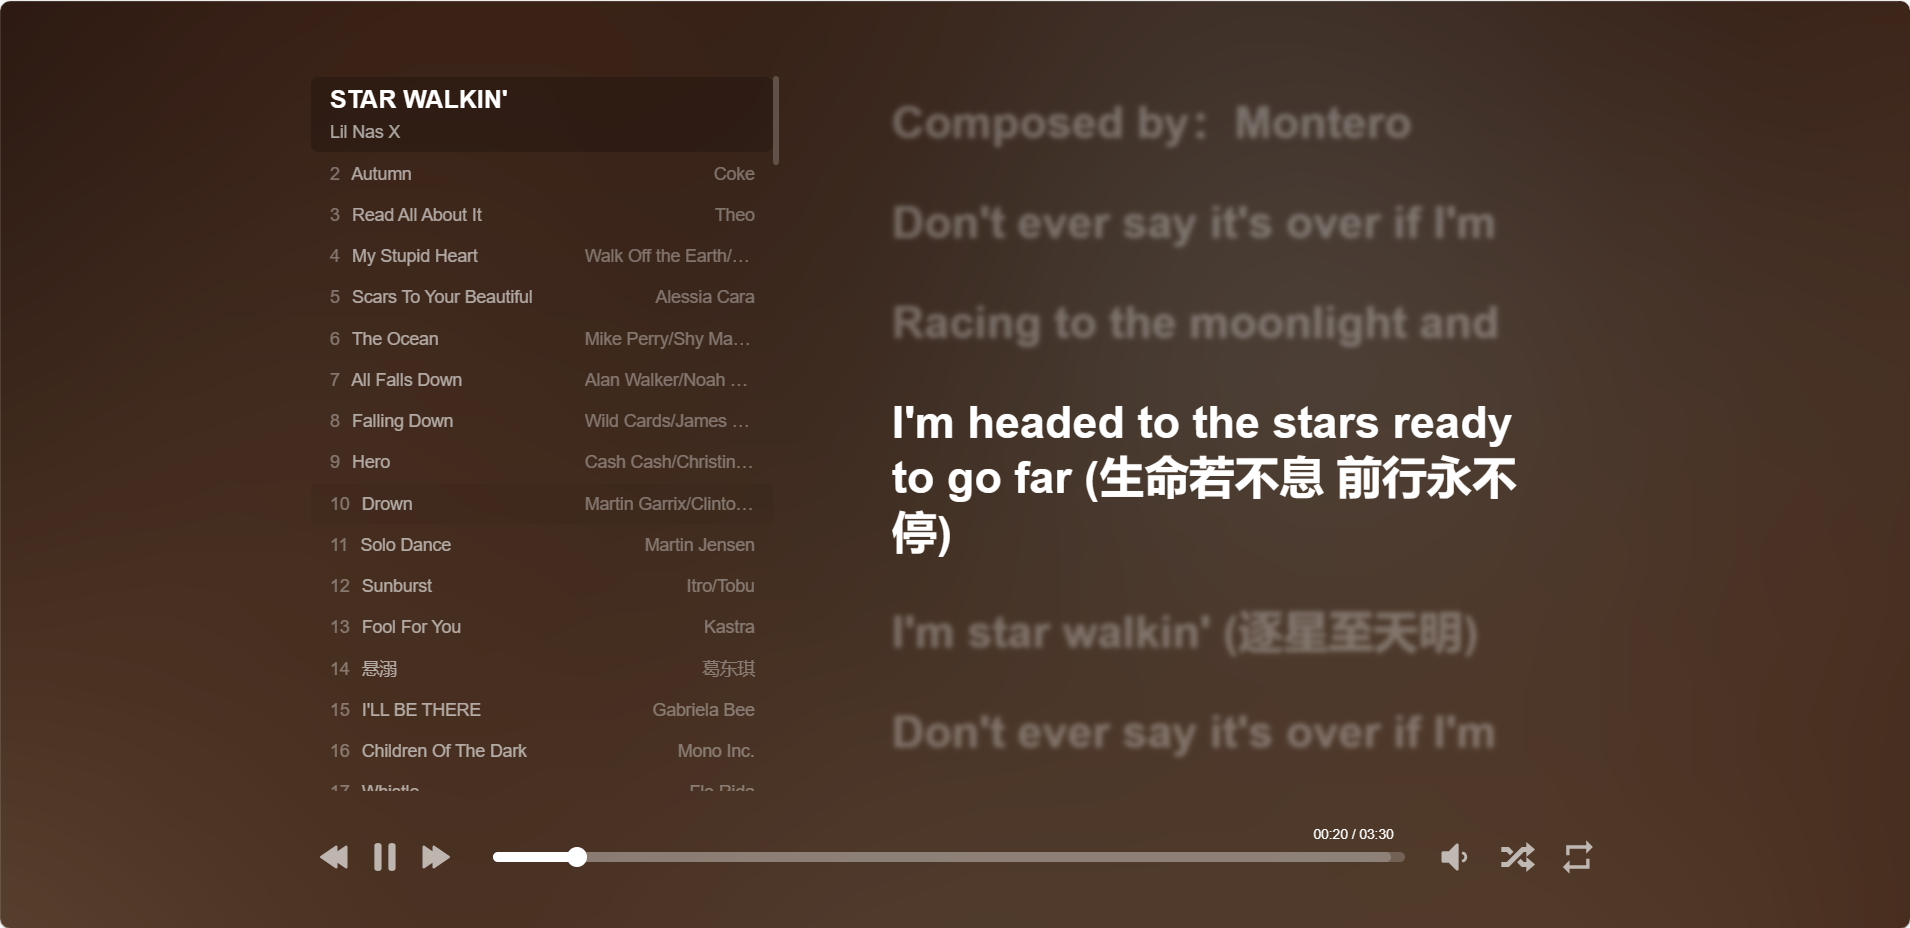 STAR WALKIN'
Lil Nas X
2 Autumn Coke
3 Read All About It Theo
4 My Stupid Heart Walk Off the Earth/...
5 Scars To Your Beautiful Alessia Cara
6 The Ocean Mike Perry/Shy Ma...
7 All Falls Down Alan Walker/Noah ...
8 Falling Down Wild Cards/James ...
9 Hero Cash Cash/Christin...
10 Drown Martin Garrix/Clinto...
11 Solo Dance Martin Jensen
12 Sunburst Itro/Tobu
13 Fool For You Kastra
14 悬溺 葛东琪
15 I'LL BE THERE Gabriela Bee
16 Children Of The Dark Mono Inc.
17 Whistle Flo Rida
Composed by：Montero
Don't ever say it's over if I'm
Racing to the moonlight and
I'm headed to the stars ready
to go far (生命若不息 前行永不
停)
I'm star walkin' (逐星至天明)
Don't ever say it's over if I'm
00:20 / 03:30